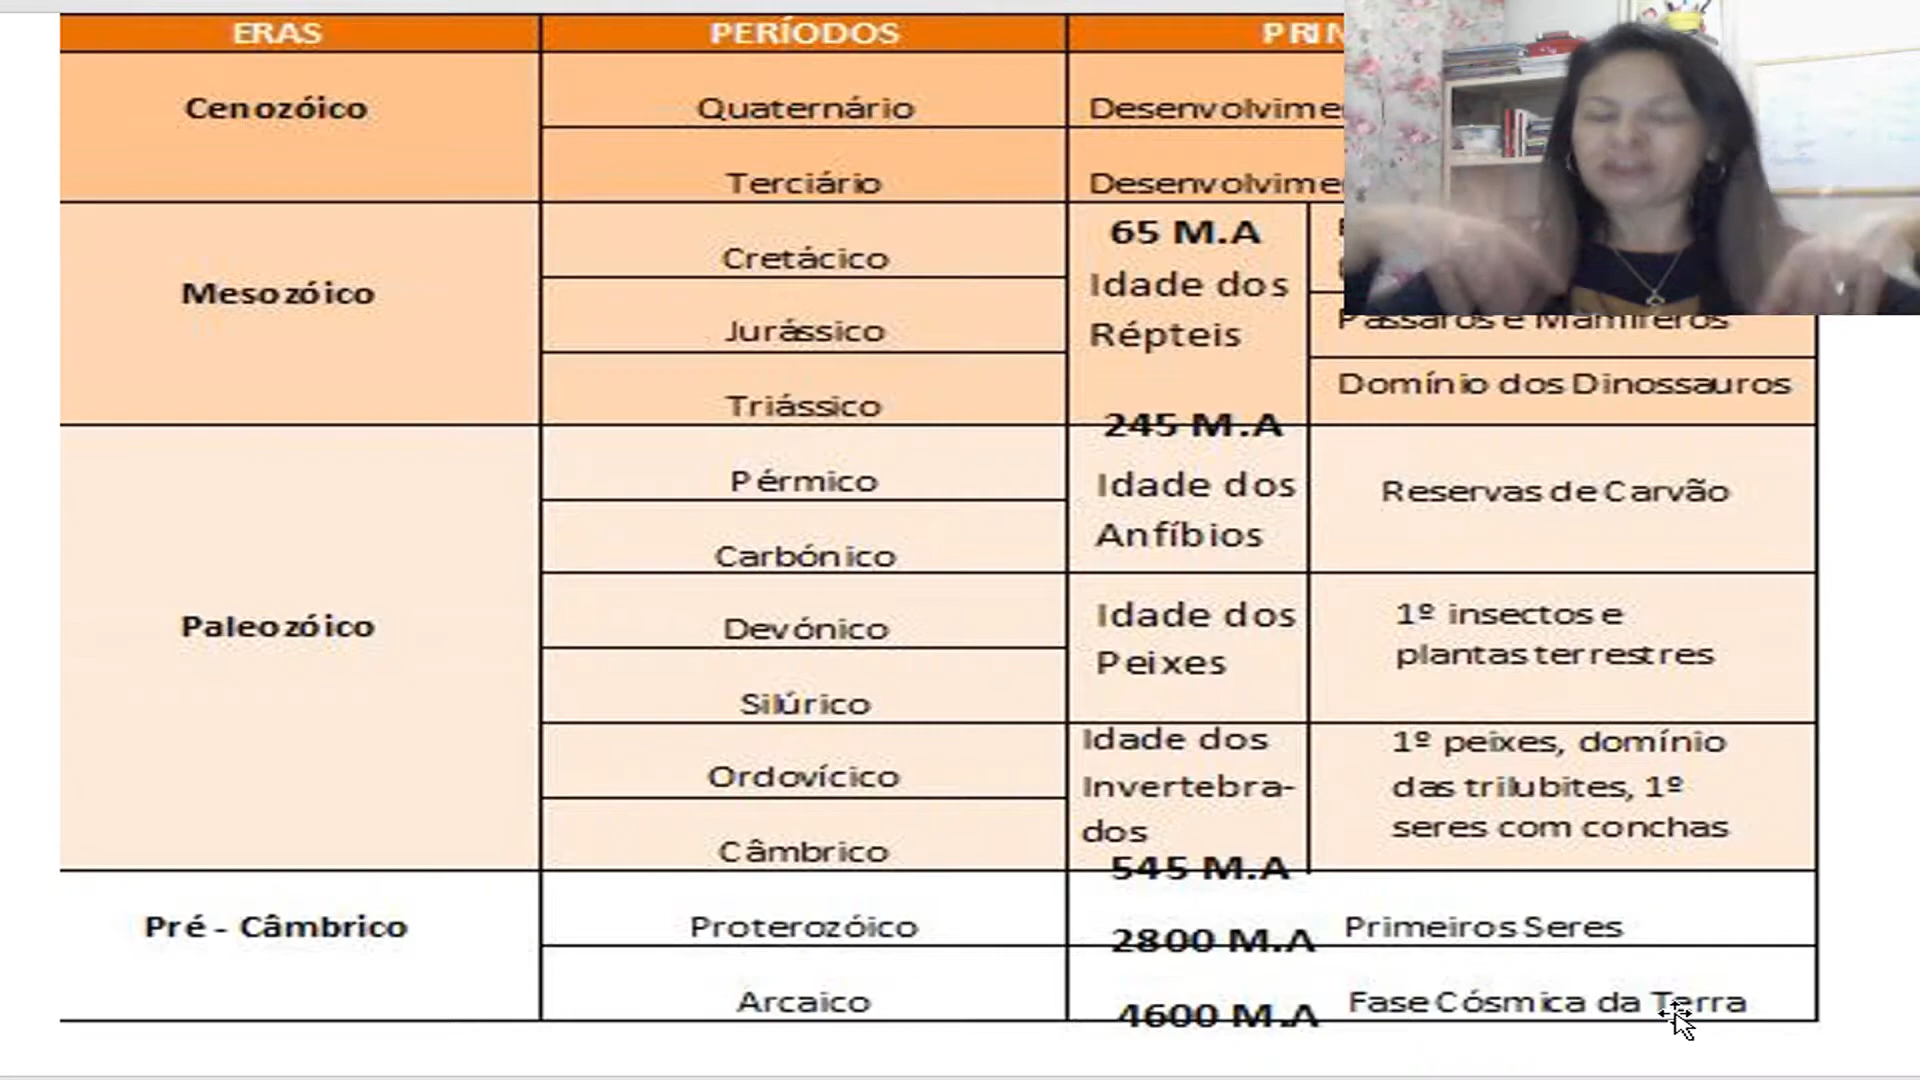 ERAS PERÍODOS
Cenozóico Quaternário
Terciário
65 M.A
Mesozóico Cretácico Idade dos
Jurássico Répteis
Domínio dos Dinossauros
Triássico
245 M.A
Pérmico Idade dos Reservas de Carvão
Carbónico Anfíbios
Paleozóico Devónico Idade dos 1º insectos e
Peixes plantas terrestres
Silúrico
Idade dos 1º peixes, domínio
Ordovícico Invertebra- das trilubites, 1º
dos seres com conchas
Câmbrico
545 M.A
Pré - Câmbrico Proterozóico Primeiros Seres
2800 M.A
Arcaico Fase Cósmica da Terra
4600 M.A